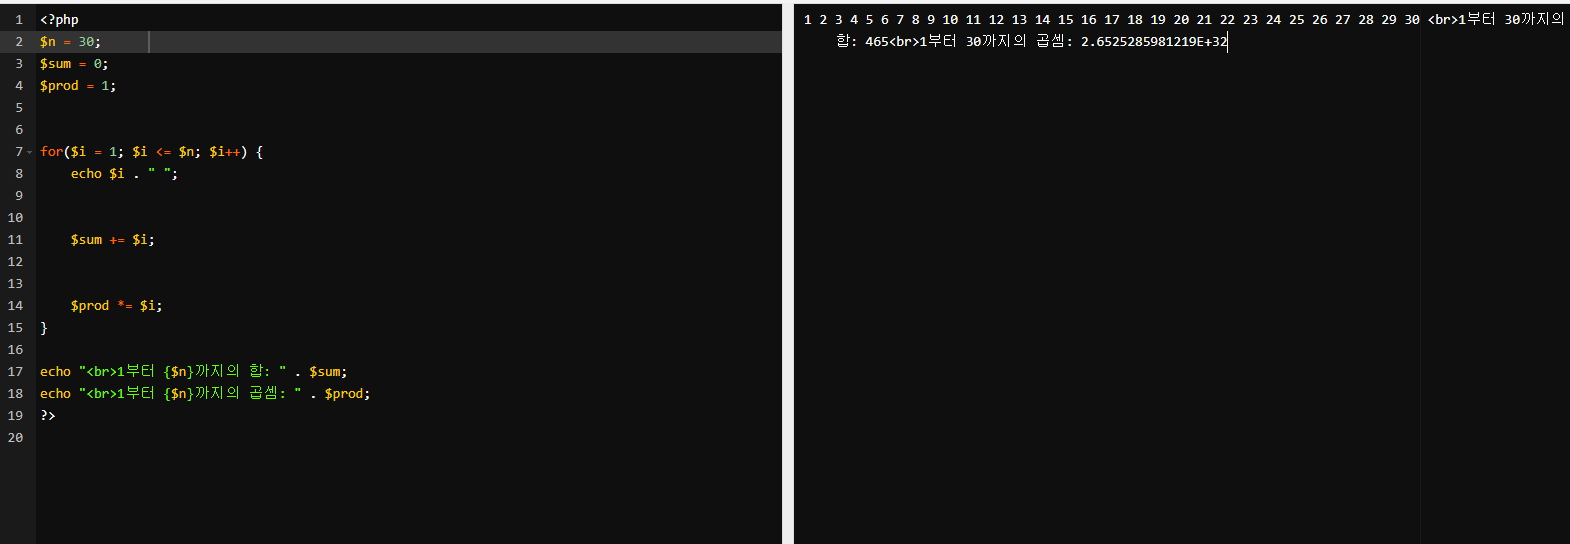 1 <?php
2 $n = 30;
3 $sum = 0;
4 $prod = 1;
5
6
7 for($i = 1; $i <= $n; $i++) {
8     echo $i . " ";
9
10
11     $sum += $i;
12
13
14     $prod *= $i;
15 }
16
17 echo "<br>1부터 {$n}까지의 합: " . $sum;
18 echo "<br>1부터 {$n}까지의 곱셈: " . $prod;
19 ?>
20
1 2 3 4 5 6 7 8 9 10 11 12 13 14 15 16 17 18 19 20 21 22 23 24 25 26 27 28 29 30 <br>1부터 30까지의
합: 465<br>1부터 30까지의 곱셈: 2.6525285981219E+32